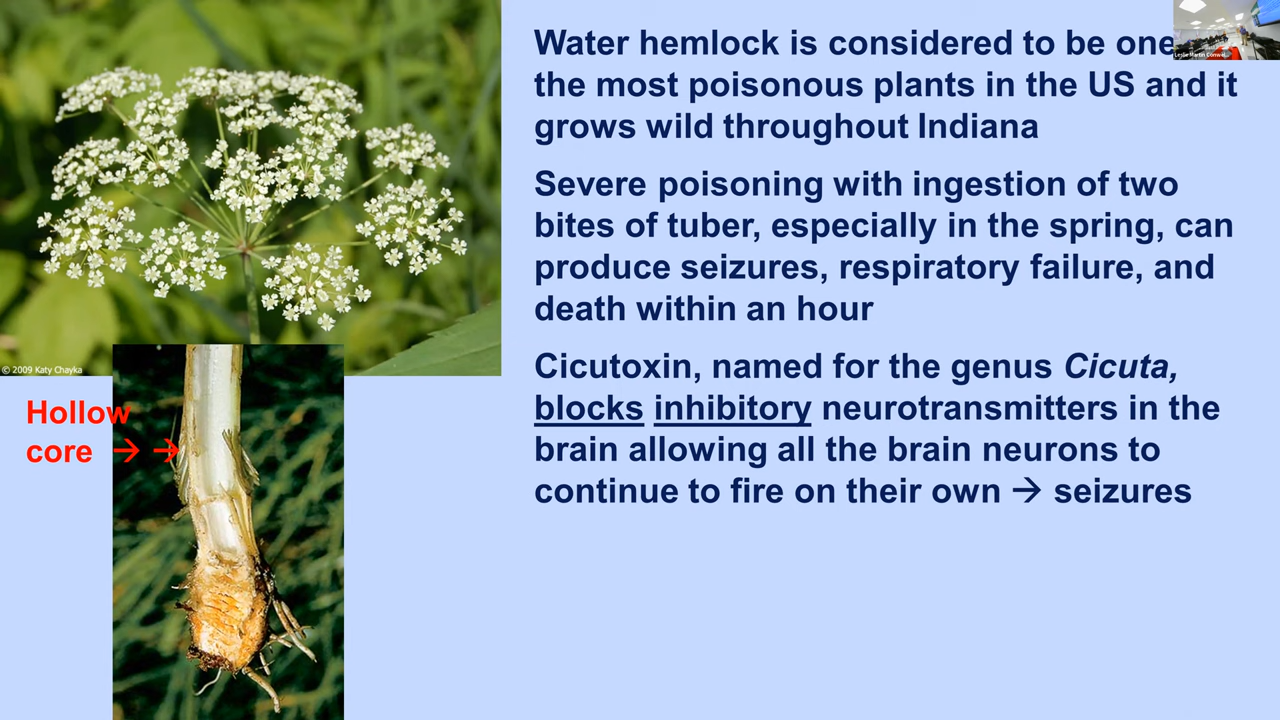 Water hemlock is considered to be one
the most poisonous plants in the US and it
grows wild throughout Indiana
Severe poisoning with ingestion of two
bites of tuber, especially in the spring, can
produce seizures, respiratory failure, and
death within an hour
Cicutoxin, named for the genus Cicuta,
blocks inhibitory neurotransmitters in the
brain allowing all the brain neurons to
continue to fire on their own → seizures
© 2009 Katy Chayka
Hollow
core → →